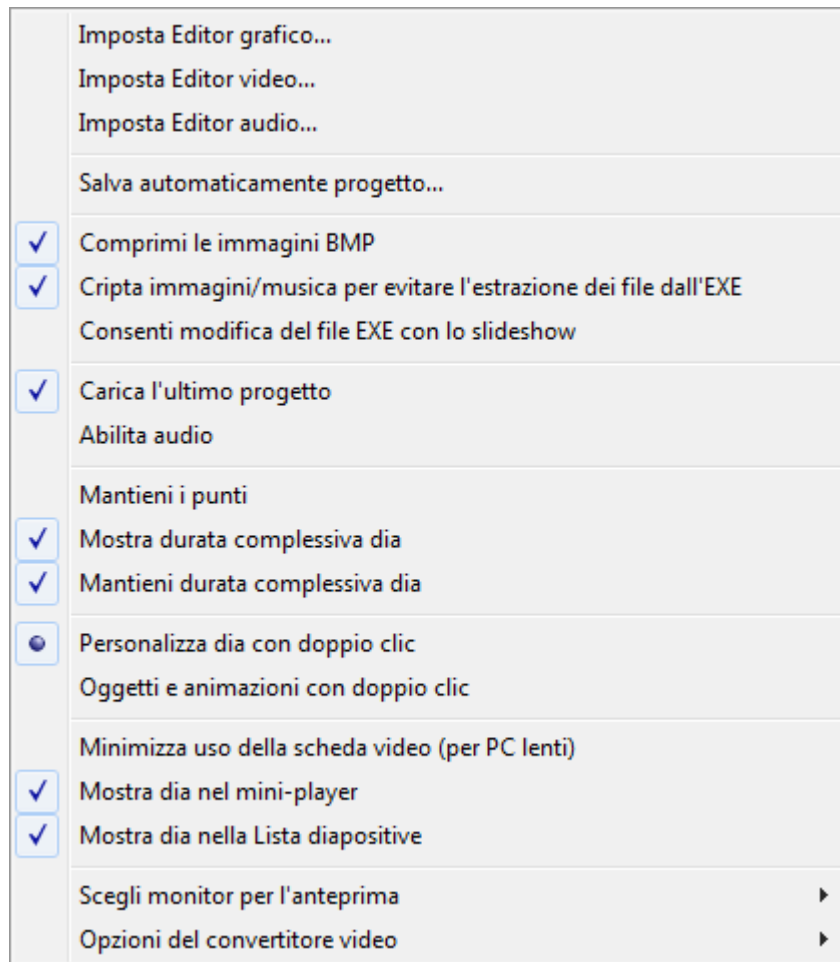 Imposta Editor grafico...
Imposta Editor video...
Imposta Editor audio...
Salva automaticamente progetto...
Comprimi le immagini BMP
Cripta immagini/musica per evitare l'estrazione dei file dall'EXE
Consenti modifica del file EXE con lo slideshow
Carica l'ultimo progetto
Abilita audio
Mantieni i punti
Mostra durata complessiva dia
Mantieni durata complessiva dia
Personalizza dia con doppio clic
Oggetti e animazioni con doppio clic
Minimizza uso della scheda video (per PC lenti)
Mostra dia nel mini-player
Mostra dia nella Lista diapositive
Scegli monitor per l'anteprima
Opzioni del convertitore video